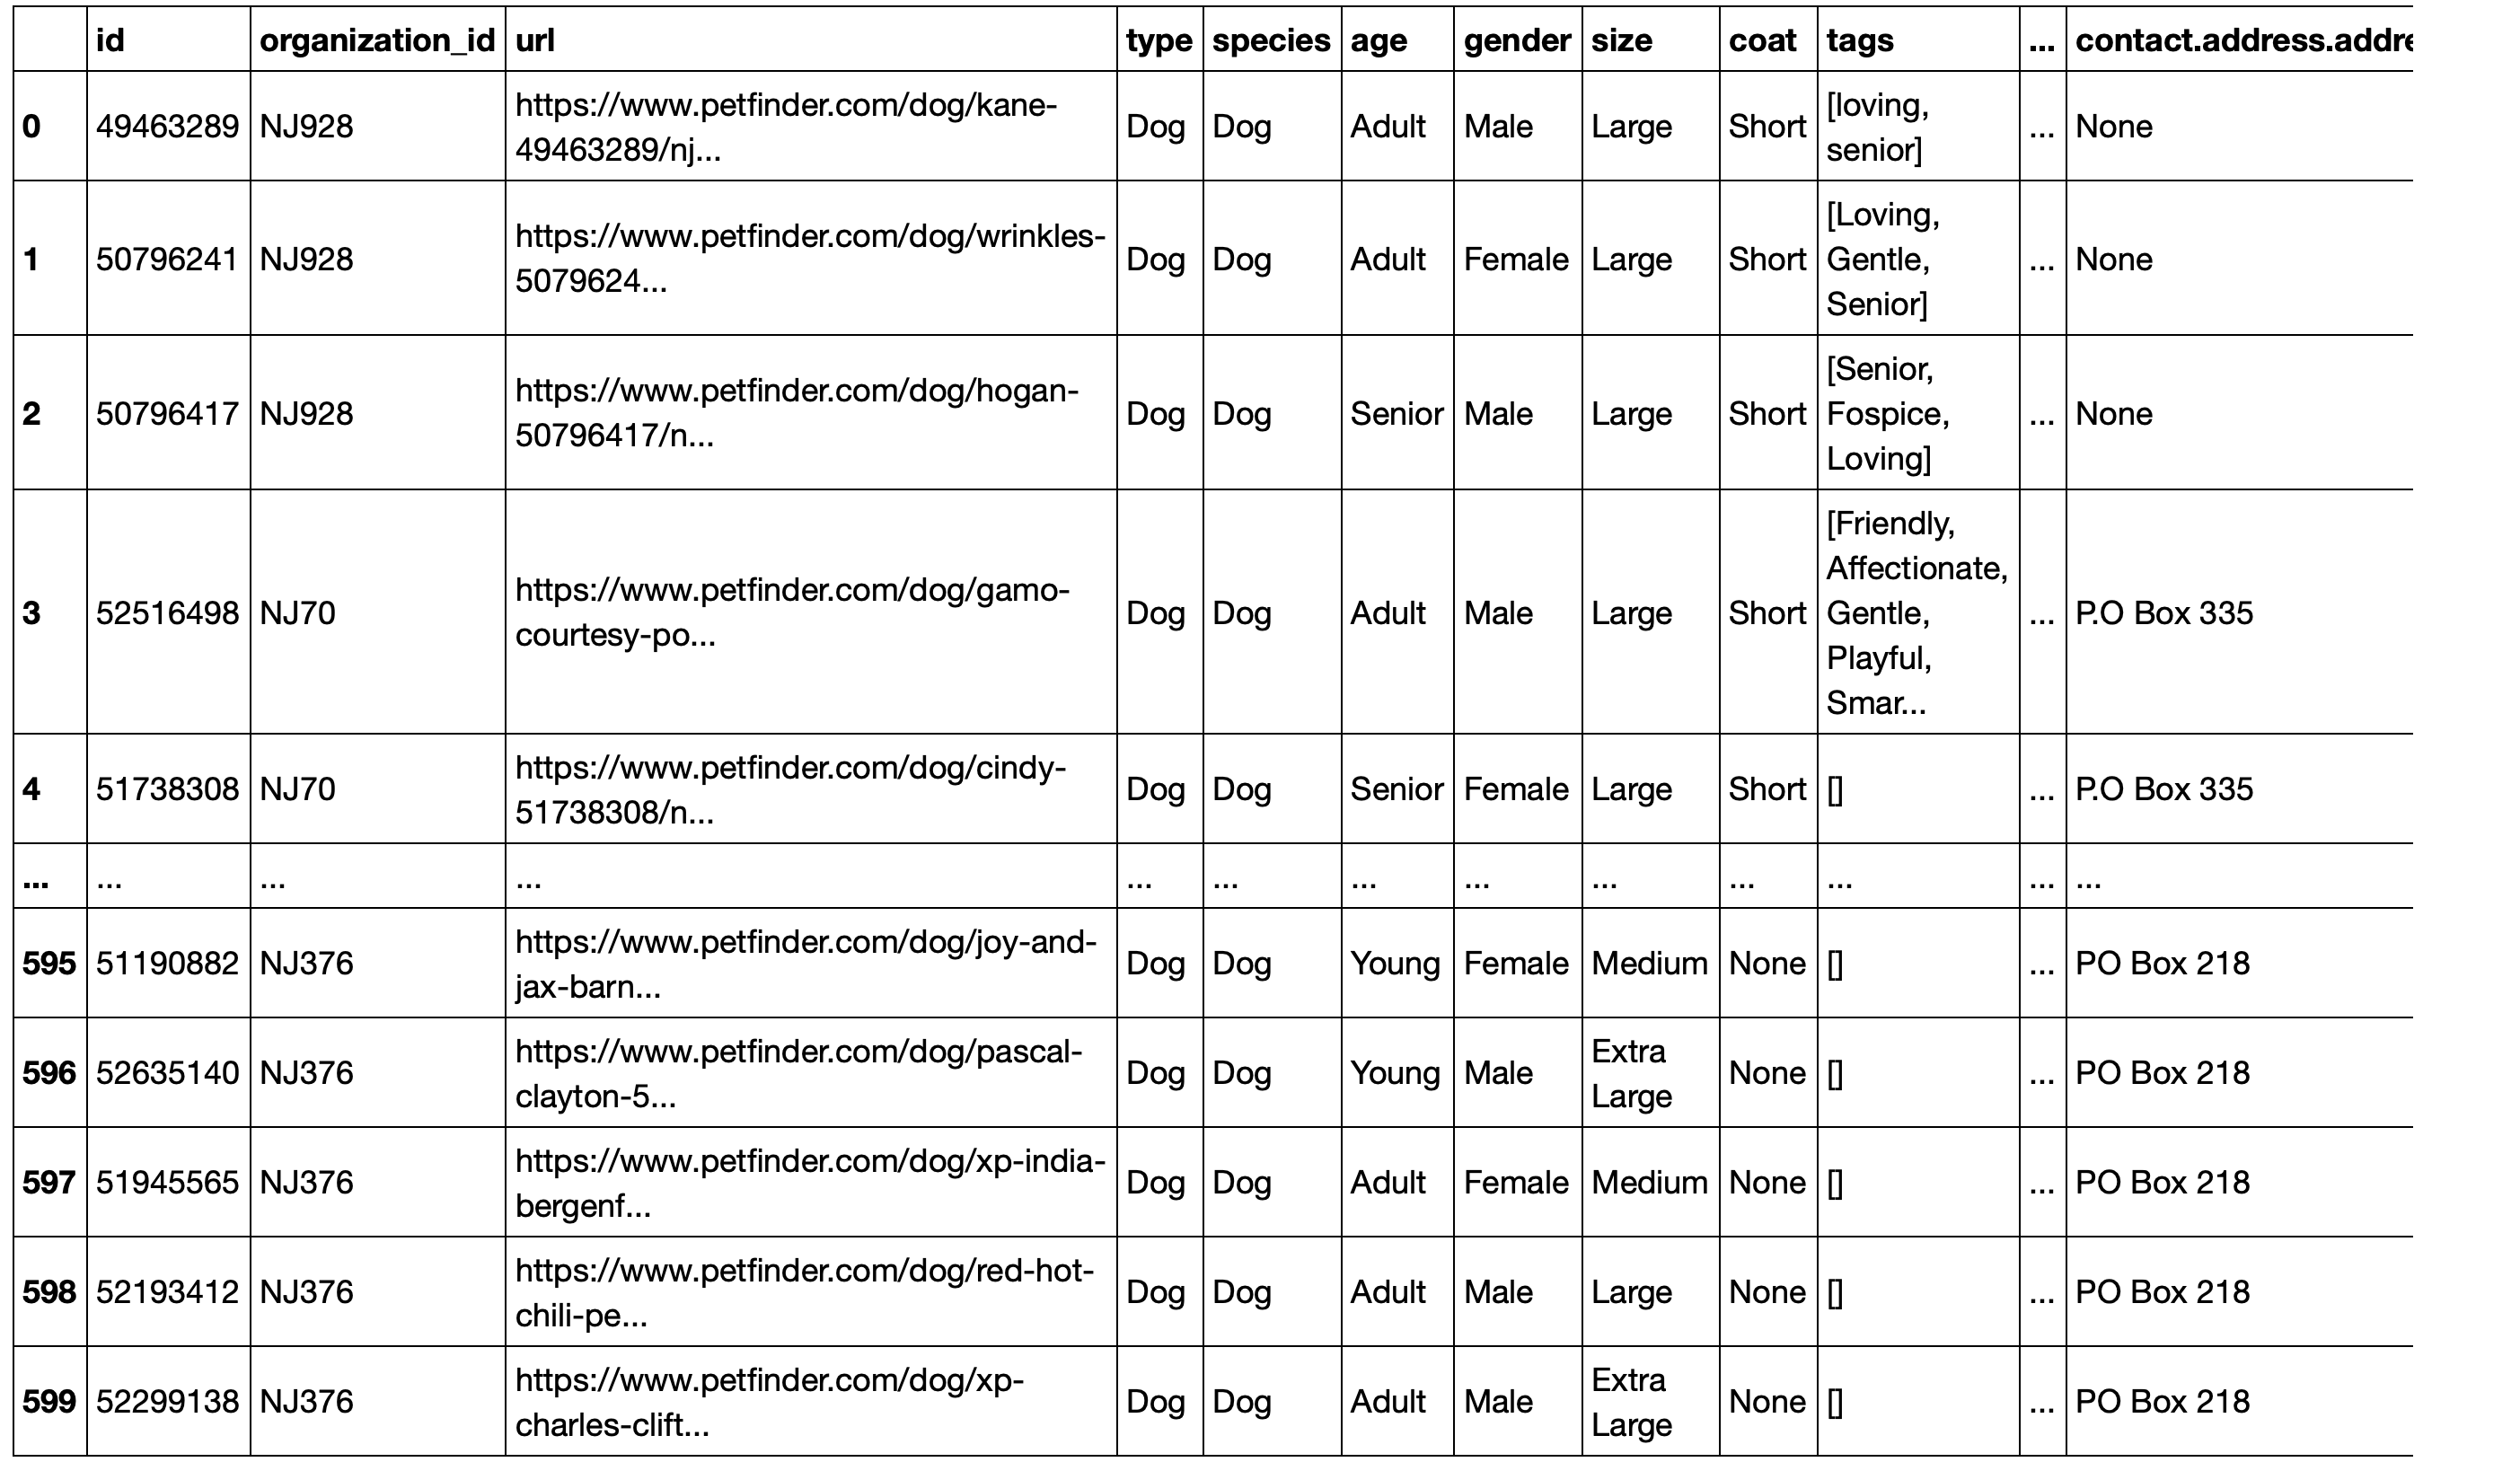 id organization_id url type species age gender size coat tags ... contact.address.addre
0 49463289 NJ928 https://www.petfinder.com/dog/kane-49463289/nj... Dog Dog Adult Male Large Short [loving, senior] ... None
1 50796241 NJ928 https://www.petfinder.com/dog/wrinkles-5079624... Dog Dog Adult Female Large Short [Loving, Gentle, Senior] ... None
2 50796417 NJ928 https://www.petfinder.com/dog/hogan-50796417/n... Dog Dog Senior Male Large Short [Senior, Fospice, Loving] ... None
3 52516498 NJ70 https://www.petfinder.com/dog/gamo-courtesy-po... Dog Dog Adult Male Large Short [Friendly, Affectionate, Gentle, Playful, Smar... ... P.O Box 335
4 51738308 NJ70 https://www.petfinder.com/dog/cindy-51738308/n... Dog Dog Senior Female Large Short [] ... P.O Box 335
... ... ... ... ... ... ... ... ... ... ... ... ...
595 51190882 NJ376 https://www.petfinder.com/dog/joy-and-jax-barn... Dog Dog Young Female Medium None [] ... PO Box 218
596 52635140 NJ376 https://www.petfinder.com/dog/pascal-clayton-5... Dog Dog Young Male Extra Large None [] ... PO Box 218
597 51945565 NJ376 https://www.petfinder.com/dog/xp-india-bergenf... Dog Dog Adult Female Medium None [] ... PO Box 218
598 52193412 NJ376 https://www.petfinder.com/dog/red-hot-chili-pe... Dog Dog Adult Male Large None [] ... PO Box 218
599 52299138 NJ376 https://www.petfinder.com/dog/xp-charles-clift... Dog Dog Adult Male Extra Large None [] ... PO Box 218